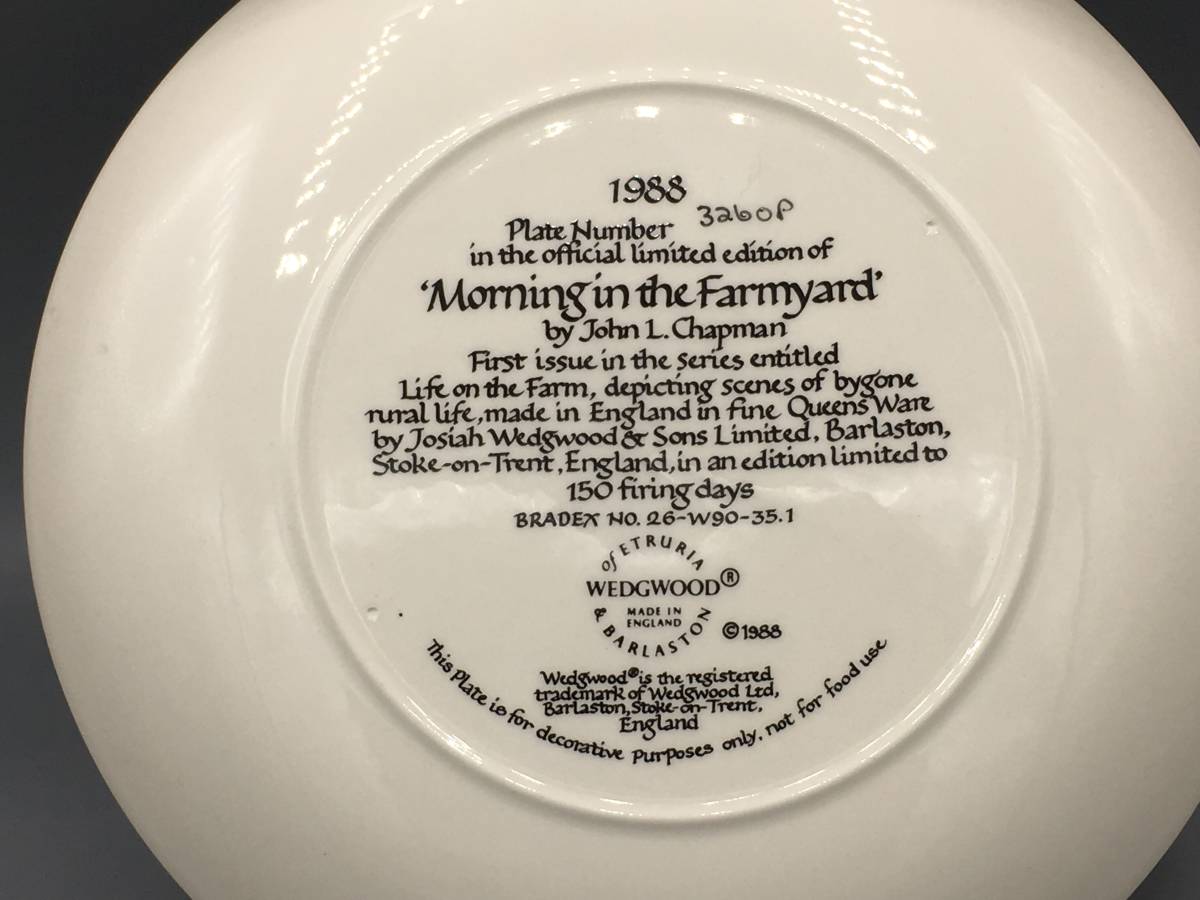 1988
Plate Number 3260P
in the official limited edition of
'Morning in the Farmyard'
by John L. Chapman
First issue in the series entitled
Life on the Farm, depicting scenes of bygone
rural life, made in England in fine Queens Ware
by Josiah Wedgwood & Sons Limited, Barlaston,
Stoke-on-Trent, England, in an edition limited to
150 firing days
BRADEX NO. 26-W90-35.1
of ETRURIA
WEDGWOOD®
MADE IN
ENGLAND
& BARLASTON
©1988
Wedgwood® is the registered
trademark of Wedgwood Ltd,
Barlaston, Stoke-on-Trent,
England
This Plate is for decorative Purposes only, not for food use